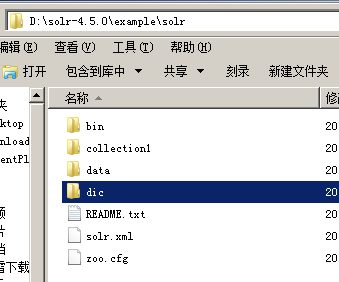 D:\solr-4.5.0\example\solr
编辑(E) 查看(V) 工具(T) 帮助(H)
打开 包含到库中 共享 刻录 新建文件夹
名称 修
bin 20
collection1 20
data 20
dic 20
README.txt 20
solr.xml 20
zoo.cfg 20
夹
sktop
wnload
entPl
频
片
档
雷下载